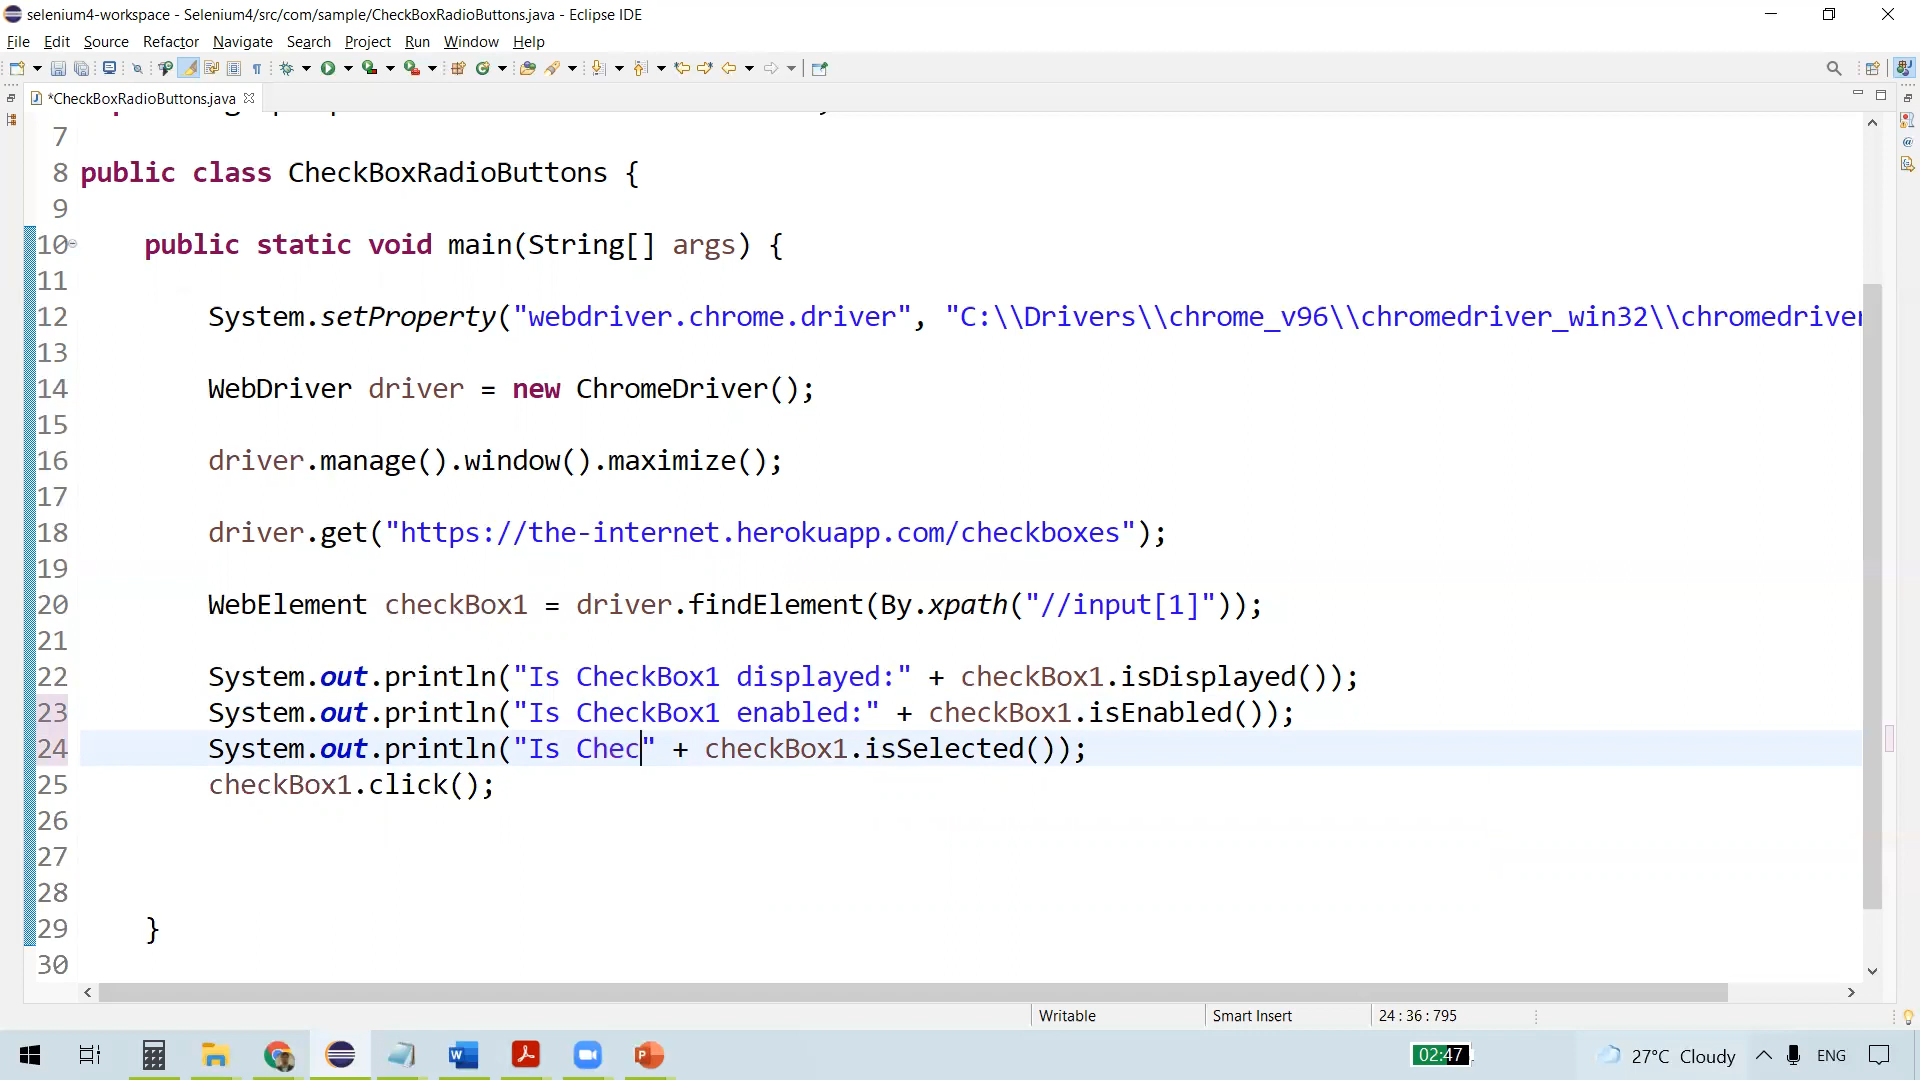 selenium4-workspace - Selenium4/src/com/sample/CheckBoxRadioButtons.java - Eclipse IDE
File Edit Source Refactor Navigate Search Project Run Window Help
*CheckBoxRadioButtons.java
7
8 public class CheckBoxRadioButtons {
9
10 public static void main(String[] args) {
11
12 System.setProperty("webdriver.chrome.driver", "C:\\Drivers\\chrome_v96\\chromedriver_win32\\chromedriver
13
14 WebDriver driver = new ChromeDriver();
15
16 driver.manage().window().maximize();
17
18 driver.get("https://the-internet.herokuapp.com/checkboxes");
19
20 WebElement checkBox1 = driver.findElement(By.xpath("//input[1]"));
21
22 System.out.println("Is CheckBox1 displayed:" + checkBox1.isDisplayed());
23 System.out.println("Is CheckBox1 enabled:" + checkBox1.isEnabled());
24 System.out.println("Is Chec" + checkBox1.isSelected());
25 checkBox1.click();
26
27
28
29 }
30
Writable Smart Insert 24 : 36 : 795
02:47 27°C Cloudy ENG